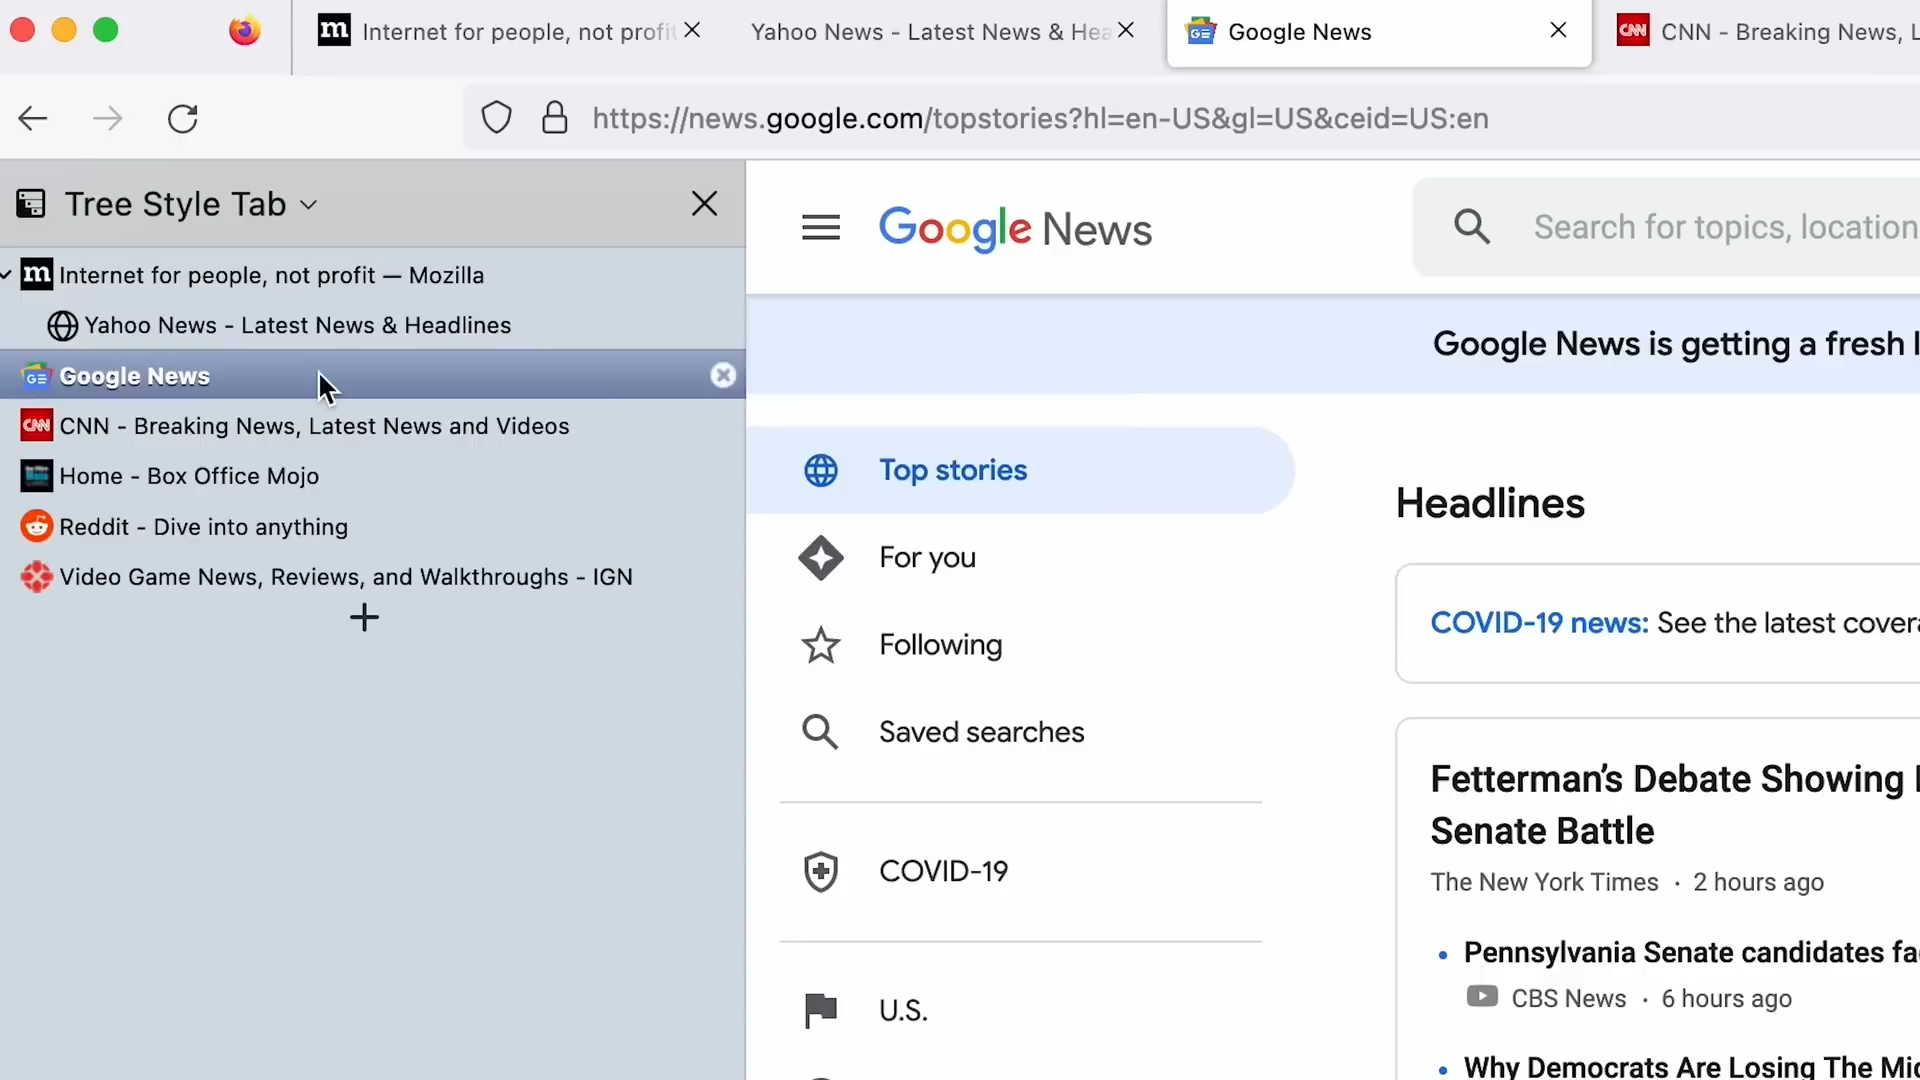 m Internet for people, not profit
Yahoo News - Latest News & Hea
GE Google News
CNN CNN - Breaking News, L
https://news.google.com/topstories?hl=en-US&gl=US&ceid=US:en
Tree Style Tab
m Internet for people, not profit — Mozilla
Yahoo News - Latest News & Headlines
GE Google News
CNN CNN - Breaking News, Latest News and Videos
Home - Box Office Mojo
Reddit - Dive into anything
Video Game News, Reviews, and Walkthroughs - IGN
Google News
Search for topics, location
Google News is getting a fresh l
Top stories
For you
Following
Saved searches
COVID-19
U.S.
Headlines
COVID-19 news: See the latest cover
Fetterman’s Debate Showing
Senate Battle
The New York Times · 2 hours ago
• Pennsylvania Senate candidates fa
CBS News · 6 hours ago
• Why Democrats Are Losing The Mi